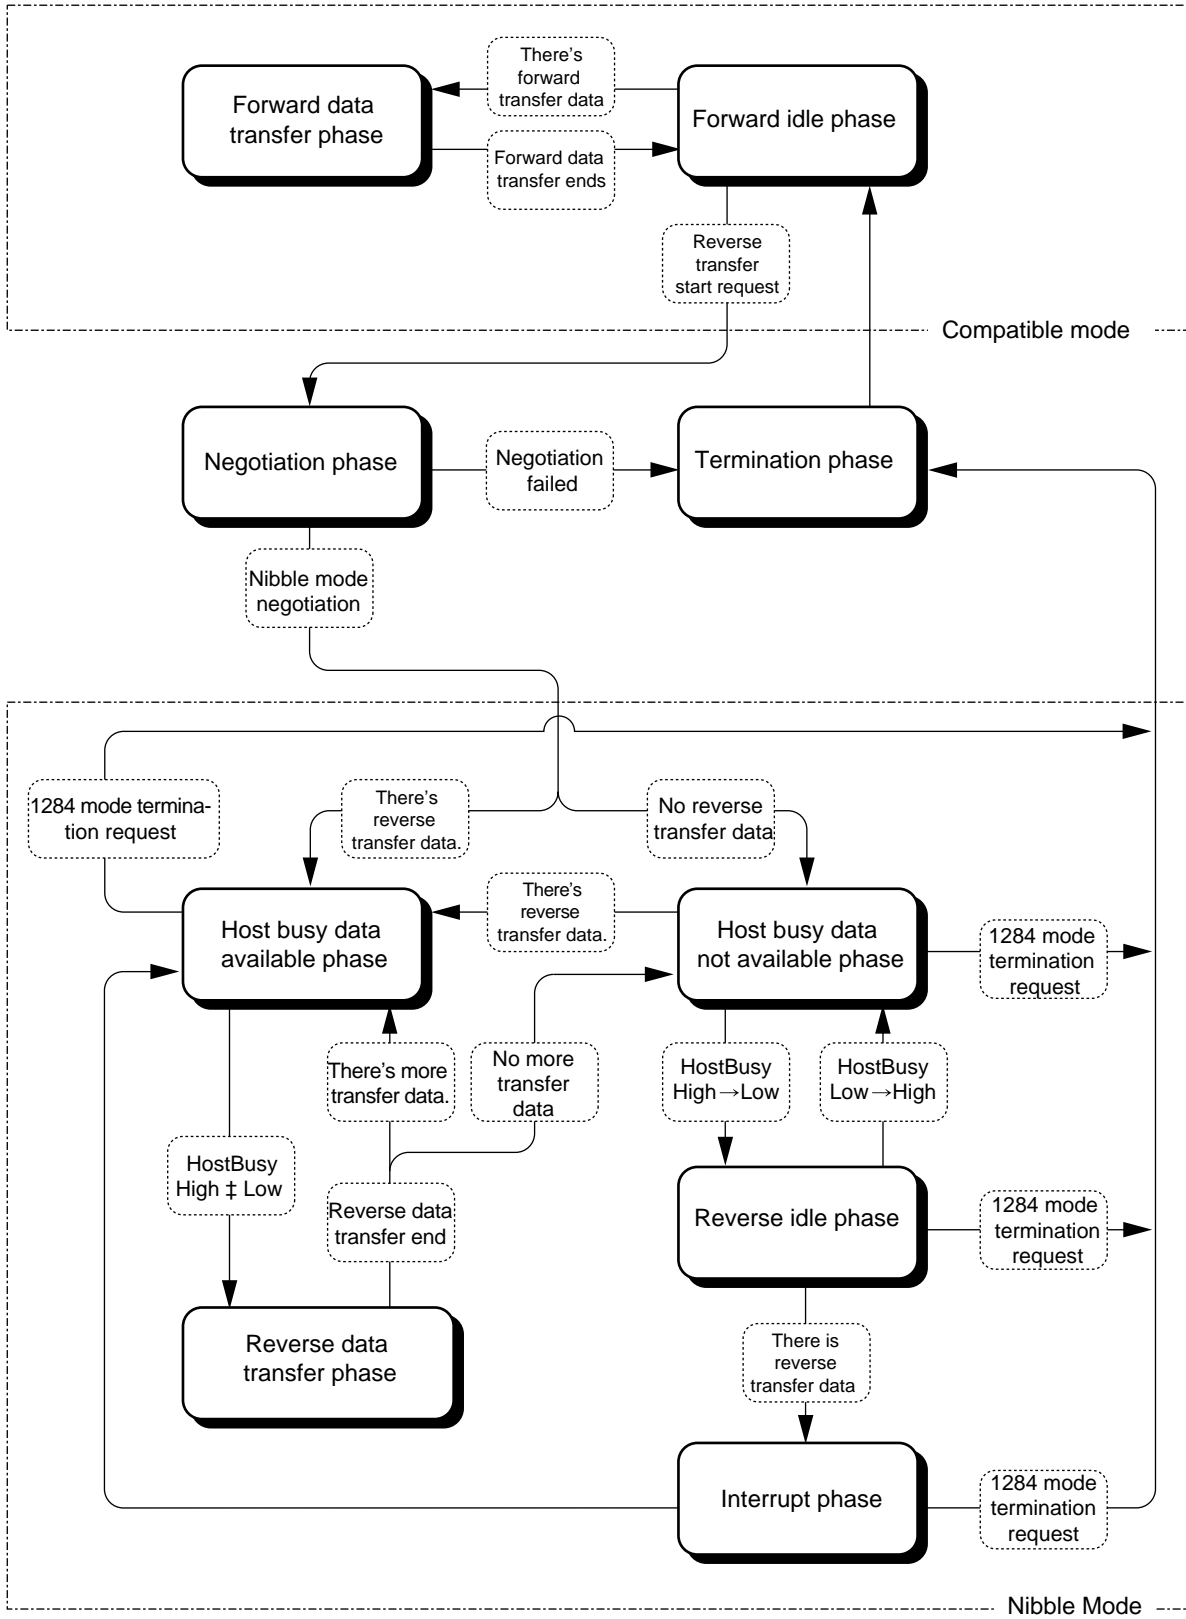 There's
forward
transfer data
Forward data
transfer phase
Forward idle phase
Forward data
transfer ends
Reverse
transfer
start request
Compatible mode
Negotiation phase
Negotiation
failed
Termination phase
Nibble mode
negotiation
1284 mode termina-
tion request
There's
reverse
transfer data.
No reverse
transfer data
Host busy data
available phase
There's
reverse
transfer data.
Host busy data
not available phase
1284 mode
termination
request
There's more
transfer data.
No more
transfer
data
HostBusy
High→Low
HostBusy
Low→High
HostBusy
High ‡ Low
Reverse data
transfer end
Reverse idle phase
1284 mode
termination
request
Reverse data
transfer phase
There is
reverse
transfer data
Interrupt phase
1284 mode
termination
request
Nibble Mode